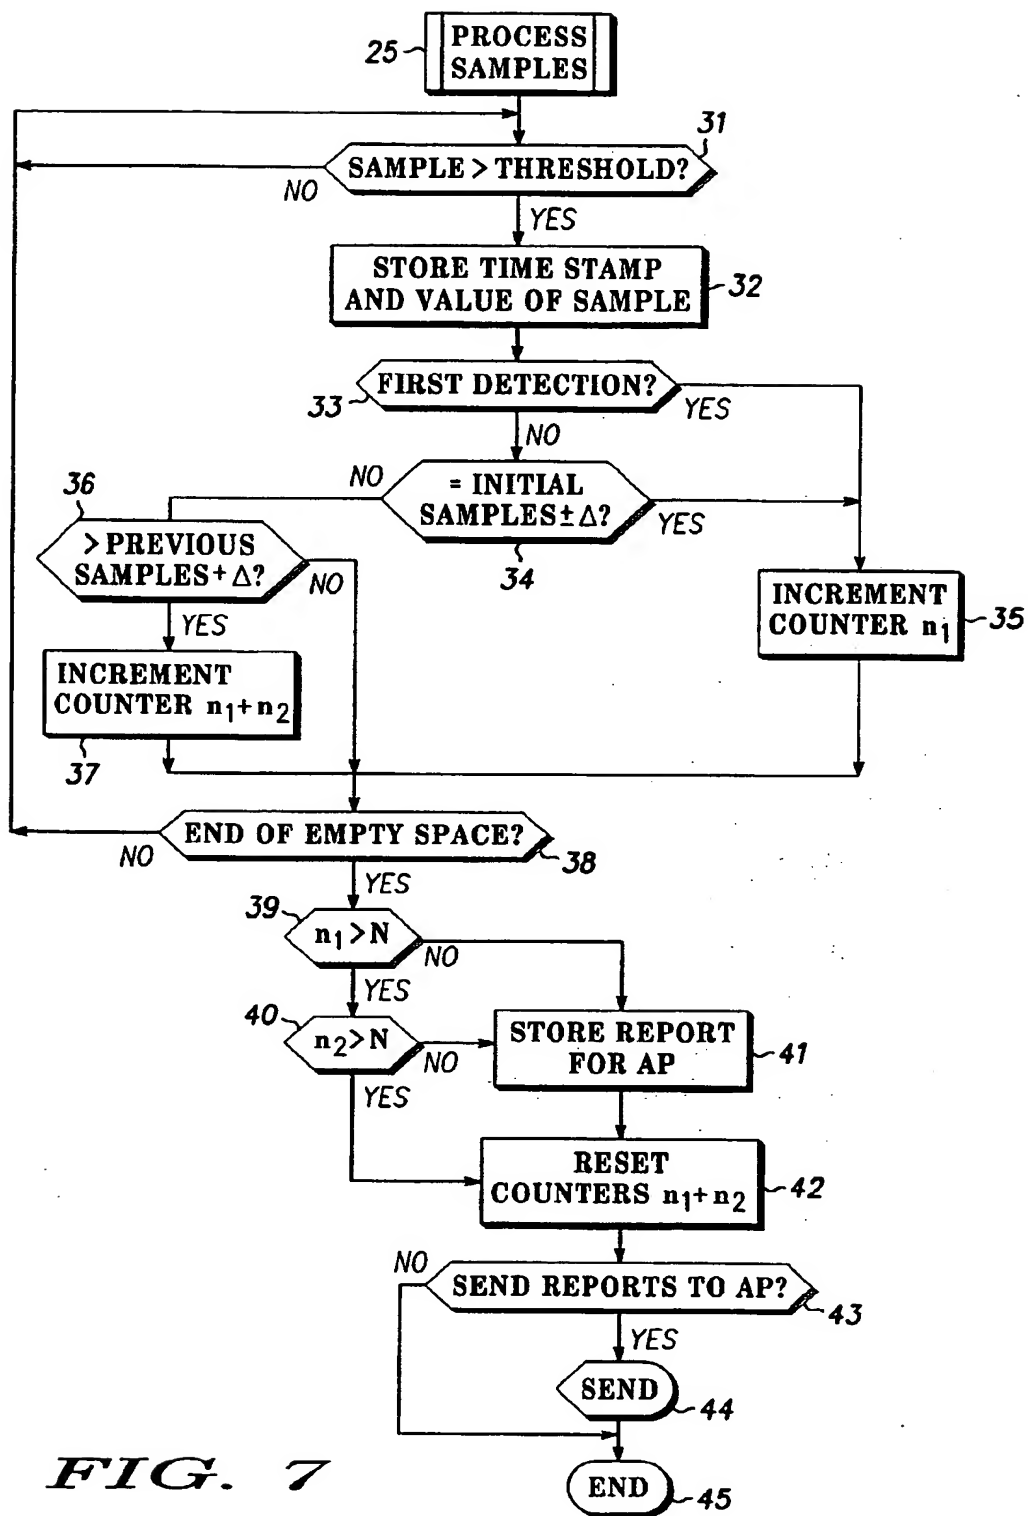 PROCESS
SAMPLES
25
31
SAMPLE > THRESHOLD?
NO
YES
STORE TIME STAMP
AND VALUE OF SAMPLE
32
FIRST DETECTION?
33
YES
NO
= INITIAL
SAMPLES ± Δ?
NO
YES
34
36
> PREVIOUS
SAMPLES + Δ?
NO
YES
INCREMENT
COUNTER n1
35
INCREMENT
COUNTER n1+n2
37
END OF EMPTY SPACE?
NO
38
YES
39
n1 > N
NO
YES
40
n2 > N
NO
YES
STORE REPORT
FOR AP
41
RESET
COUNTERS n1+n2
42
NO
SEND REPORTS TO AP?
43
YES
SEND
44
END
45
FIG. 7